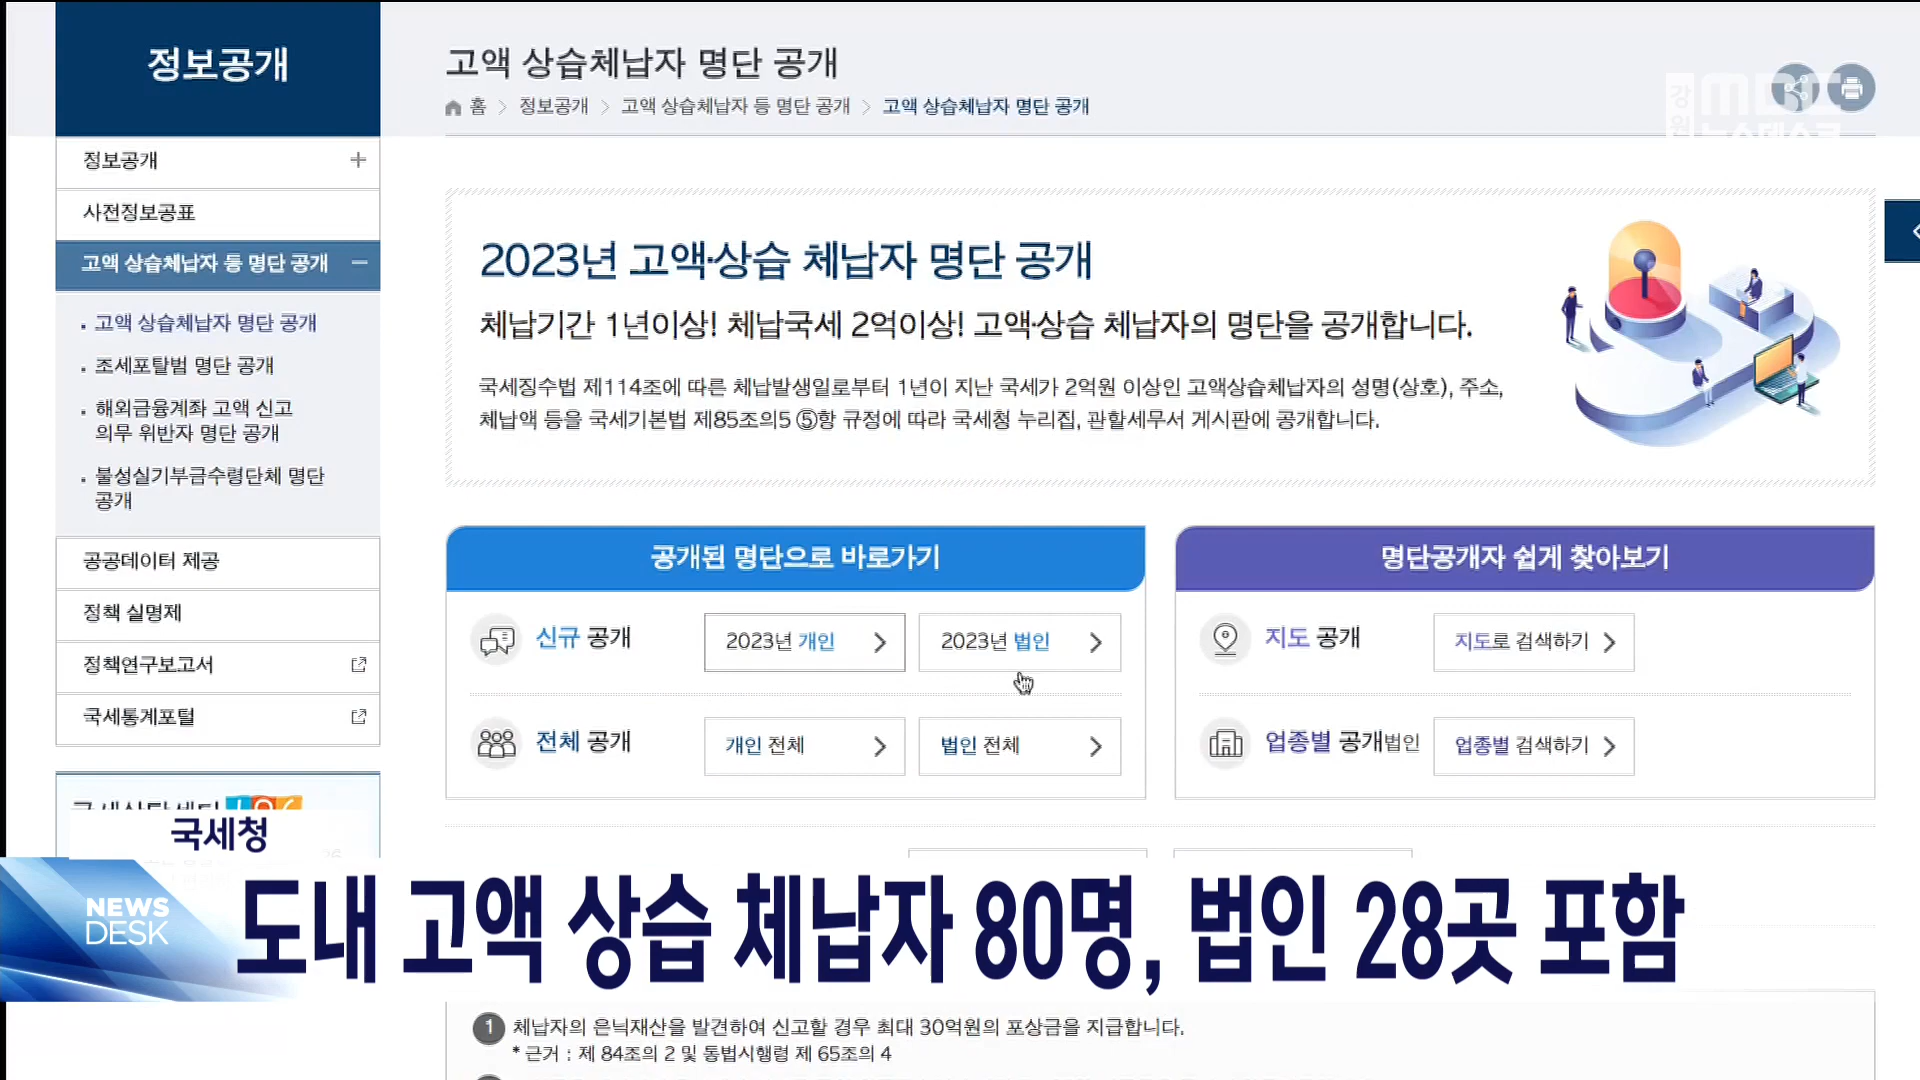 정보공개
고액 상습체납자 명단 공개
홈 > 정보공개 > 고액 상습체납자 등 명단 공개 > 고액 상습체납자 명단 공개
강원 MBC
뉴스데스크
정보공개
사전정보공표
고액 상습체납자 등 명단 공개
고액 상습체납자 명단 공개
조세포탈범 명단 공개
해외금융계좌 고액 신고
의무 위반자 명단 공개
불성실기부금수령단체 명단
공개
공공데이터 제공
정책 실명제
정책연구보고서
국세통계포털
2023년 고액·상습 체납자 명단 공개
체납기간 1년이상! 체납국세 2억이상! 고액·상습 체납자의 명단을 공개합니다.
국세징수법 제114조에 따른 체납발생일로부터 1년이 지난 국세가 2억원 이상인 고액상습체납자의 성명(상호), 주소,
체납액 등을 국세기본법 제85조의5 ⑤항 규정에 따라 국세청 누리집, 관할세무서 게시판에 공개합니다.
공개된 명단으로 바로가기
신규 공개
2023년 개인
2023년 법인
전체 공개
개인 전체
법인 전체
명단공개자 쉽게 찾아보기
지도 공개
지도로 검색하기
업종별 공개법인
업종별 검색하기
국세청
NEWS
DESK
도내 고액 상습 체납자 80명, 법인 28곳 포함
1 체납자의 은닉재산을 발견하여 신고할 경우 최대 30억원의 포상금을 지급합니다.
* 근거 : 제 84조의 2 및 통법시행령 제 65조의 4